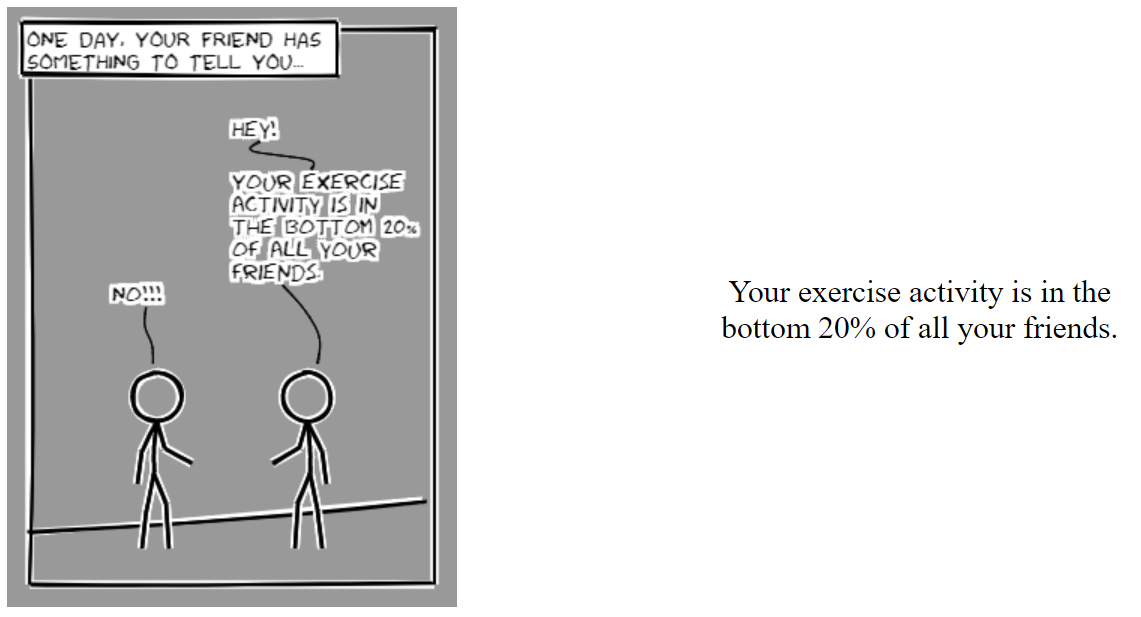 ONE DAY, YOUR FRIEND HAS
SOMETHING TO TELL YOU...
HEY!
YOUR EXERCISE
ACTIVITY IS IN
THE BOTTOM 20%
OF ALL YOUR
FRIENDS.
NO!!!
Your exercise activity is in the
bottom 20% of all your friends.